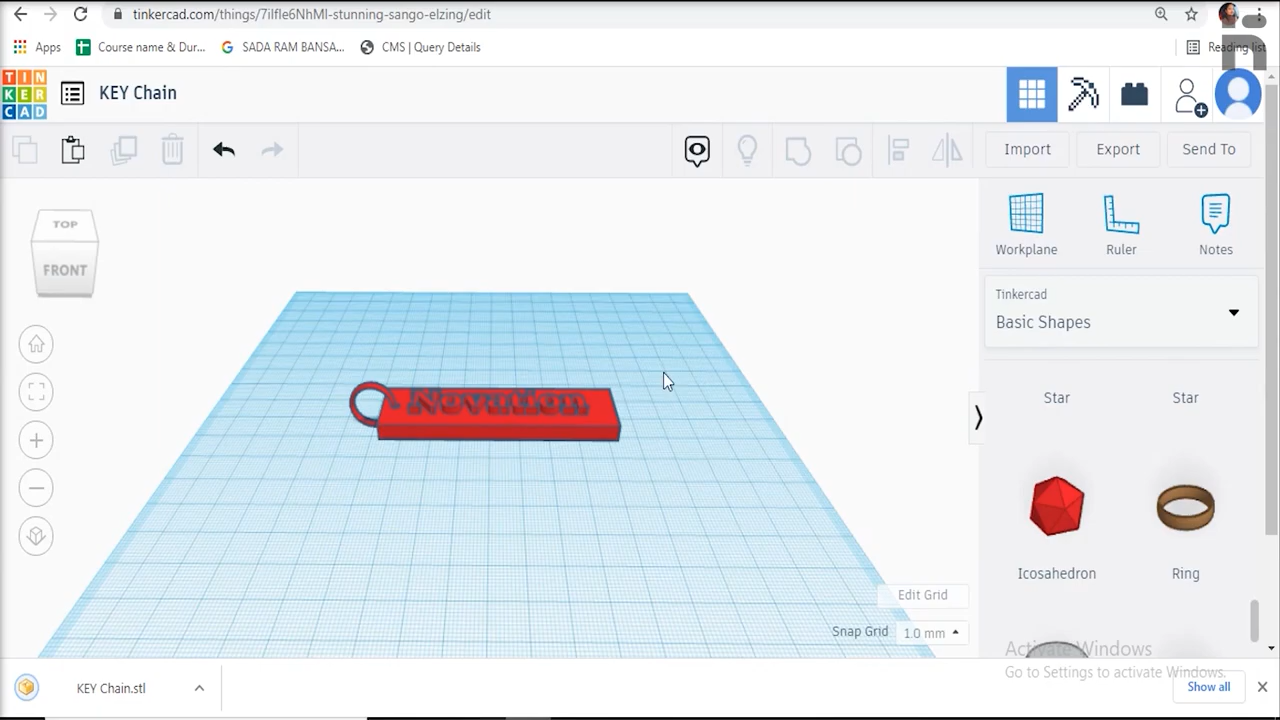 tinkercad.com/things/7ilfle6NhMI-stunning-sango-elzing/edit
Apps
Course name & Dur...
SADA RAM BANSA...
CMS | Query Details
Reading list
TIN
KER
CAD
KEY Chain
Import
Export
Send To
TOP
FRONT
Workplane
Ruler
Notes
Tinkercad
Basic Shapes
Star
Star
Novation
Icosahedron
Ring
Edit Grid
Snap Grid
1.0 mm
Activate Windows
Go to Settings to activate Windows.
KEY Chain.stl
Show all